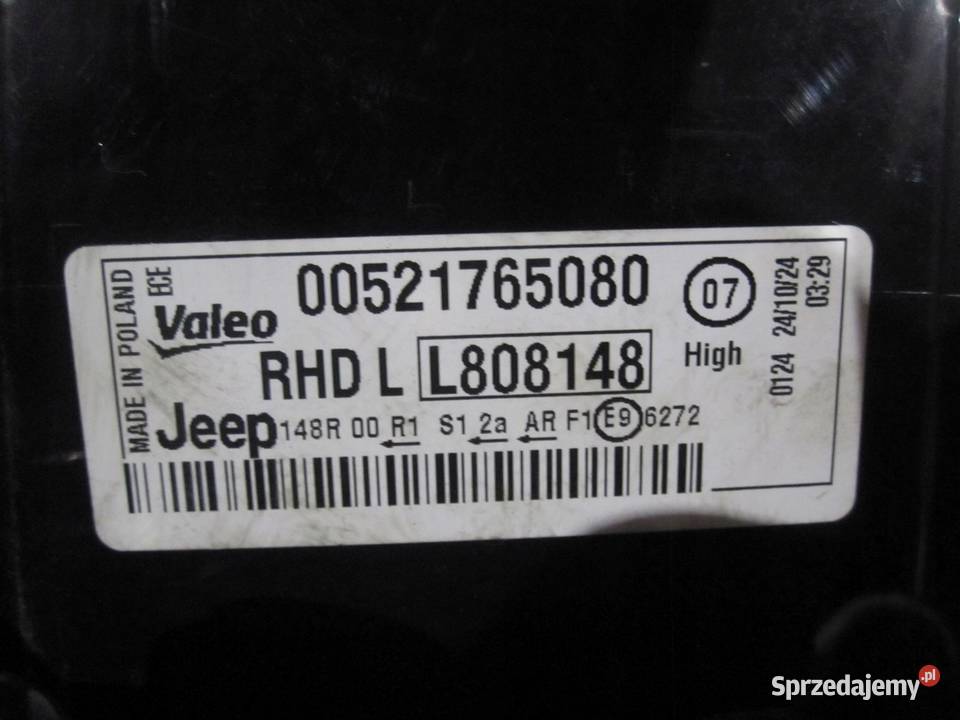 MADE IN POLAND
ECE
Valeo
00521765080
07
High
RHD L L808148
Jeep 148R 00 R1 S1 2a AR F1 E9 6272
0124 24/10/24
03:29
Sprzedajemy.pl